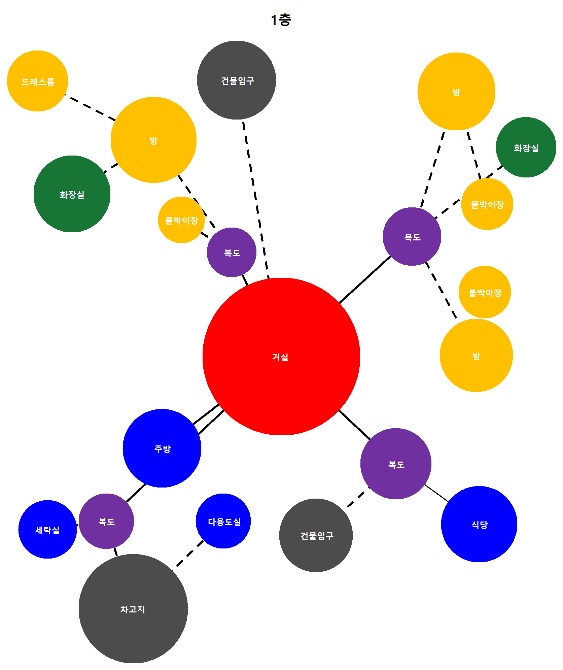 1층
드레스룸
건물입구
방
방
화장실
화장실
붙박이장
붙박이장
복도
복도
붙박이장
거실
방
주방
복도
세탁실
복도
다용도실
건물입구
식당
차고지